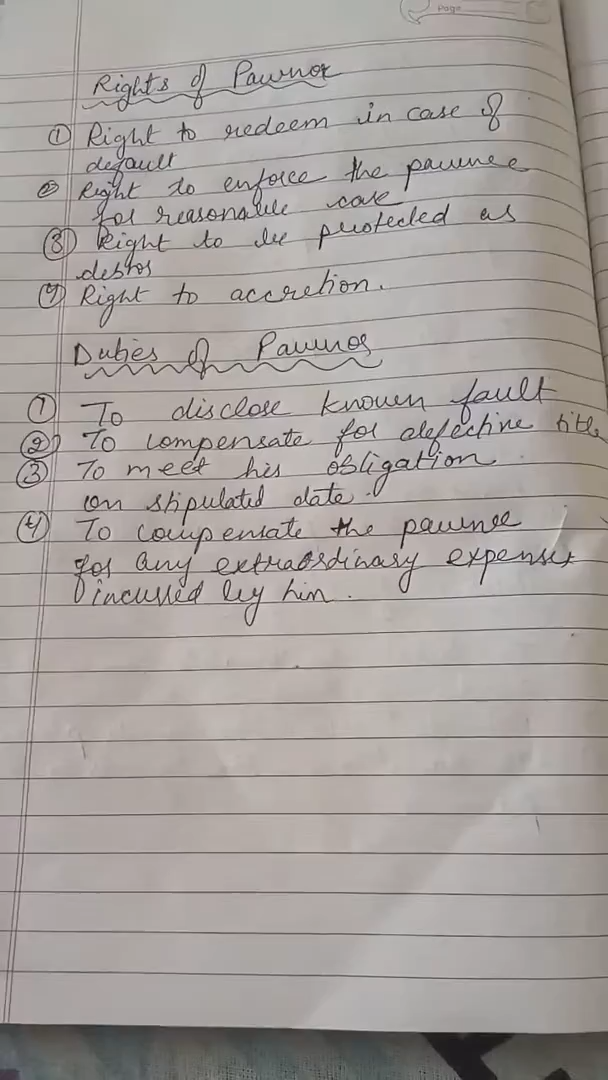 Page
Rights of Pawnor
① Right to redeem in case of
default
② Right to enforce the pawnee
for reasonable care
③ Right to be protected as
debtor
④ Right to accretion.
Duties of Pawnor
① To disclose known fault
② To compensate for defective title
③ To meet his obligation
on stipulated date.
④ To compensate the pawnee
for any extraordinary expenses
incurred by him.